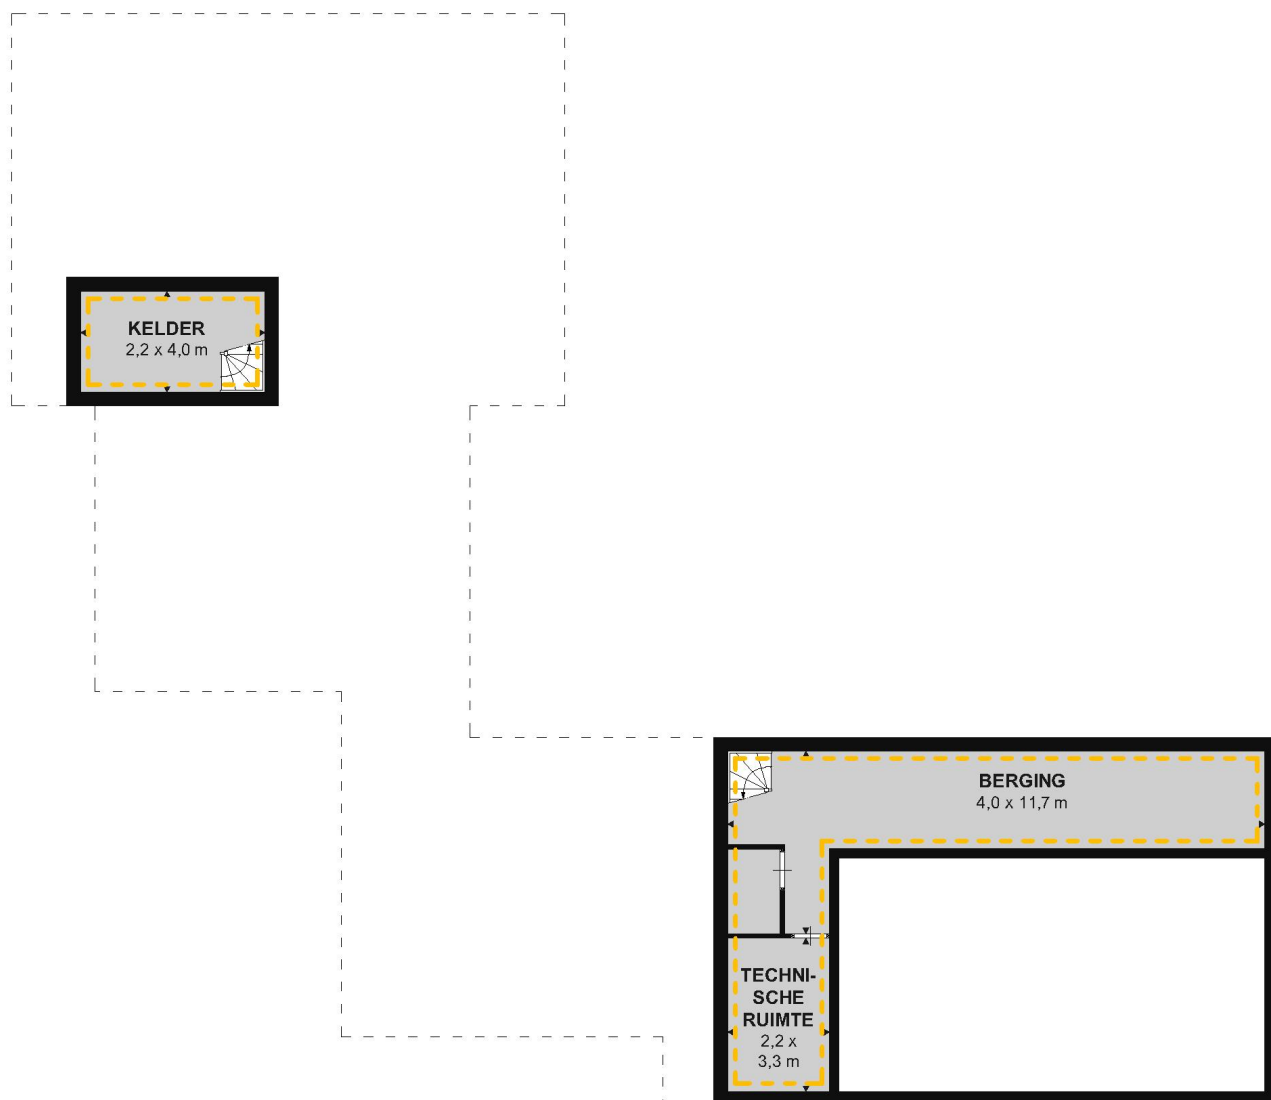 KELDER
2,2 x 4,0 m
BERGING
4,0 x 11,7 m
TECHNI-
SCHE
RUIMTE
2,2 x
3,3 m